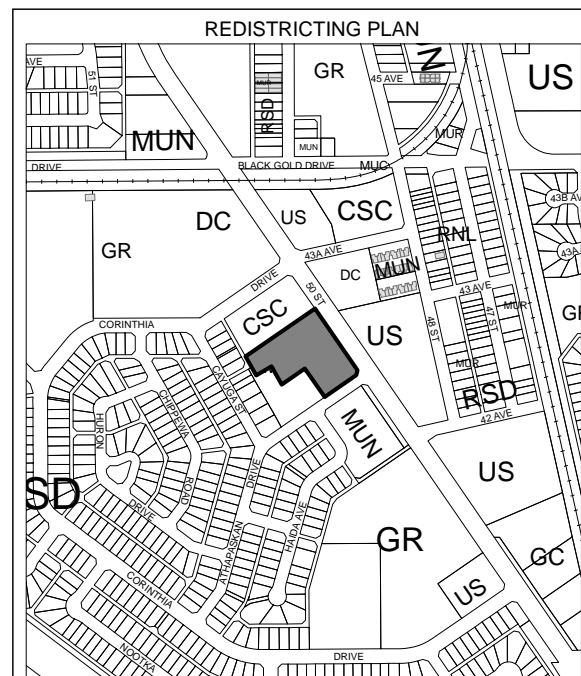 REDISTRICTING PLAN
AVE
51 ST
MUN
RSD
MUR
GR
45 AVE
US
MUN
MUR
DRIVE
BLACK GOLD DRIVE
MUC
43B AV
DC
US
CSC
RNL
GR
43A AVE
43A
DRIVE
50 ST
DC
MUN
43 AVE
CSC
47 ST
MUR
GR
CORINTHIA
US
48 ST
CAYUGA ST
MUR
CHIPPEWA
RSD
HURON
MUN
42 AVE
ROAD
DRIVE
US
SD
DRIVE
HAIDA AVE
ATHAPASKAN
GR
GC
CORINTHIA
US
NOOTKA
DRIVE